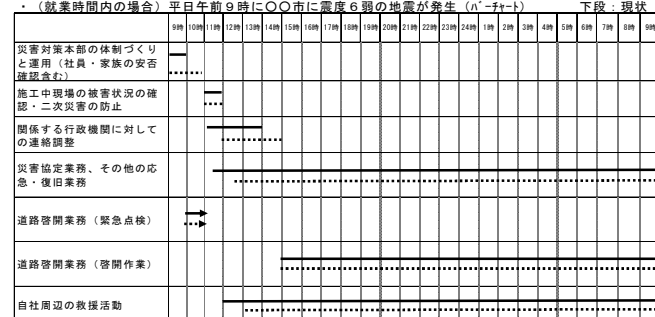 ・(就業時間内の場合)平日午前９時に〇〇市に震度６弱の地震が発生(ﾊﾞｰﾁｬｰﾄ)　　下段：現状
9時 10時 11時 12時 13時 14時 15時 16時 17時 18時 19時 20時 21時 22時 23時 24時 1時 2時 3時 4時 5時 6時 7時 8時 9時
災害対策本部の体制づくり
と運用（社員・家族の安否
確認含む）
施工中現場の被害状況の確
認・二次災害の防止
関係する行政機関に対して
の連絡調整
災害協定業務、その他の応
急・復旧業務
道路啓開業務（緊急点検）
道路啓開業務（啓開作業）
自社周辺の救援活動